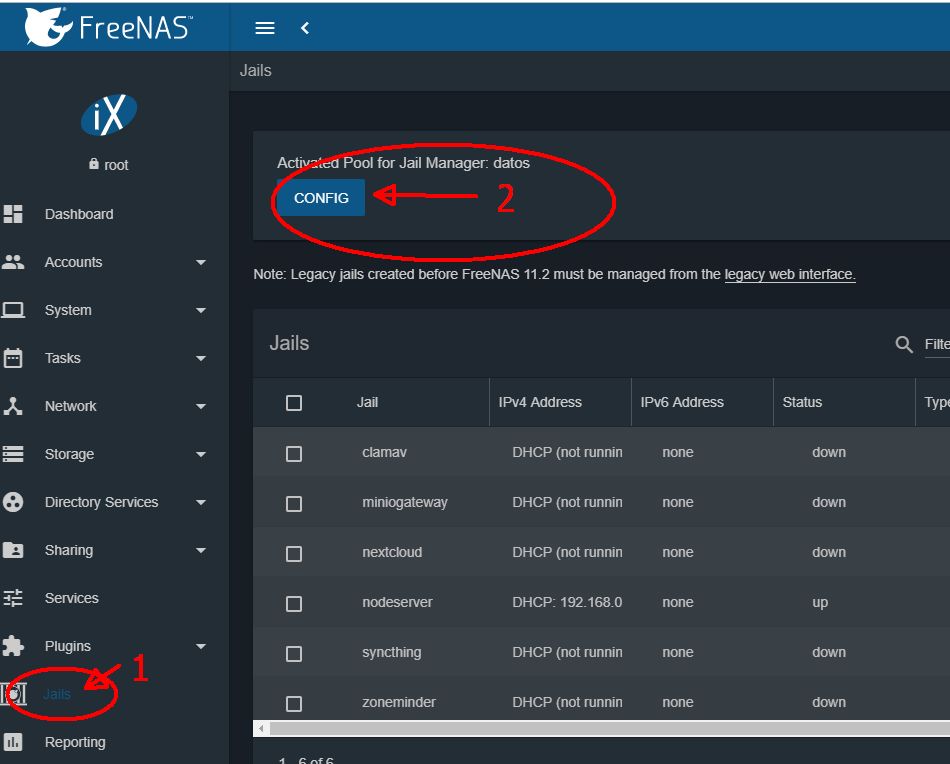 FreeNAS™
Jails
iX
root
Activated Pool for Jail Manager: datos
CONFIG
2
Dashboard
Accounts
System
Tasks
Network
Storage
Directory Services
Sharing
Services
Plugins
1
Jails
Reporting
Note: Legacy jails created before FreeNAS 11.2 must be managed from the legacy web interface.
Jails
Filte
Jail IPv4 Address IPv6 Address Status Type
clamav DHCP (not runnin none down
miniogateway DHCP (not runnin none down
nextcloud DHCP (not runnin none down
nodeserver DHCP: 192.168.0 none up
syncthing DHCP (not runnin none down
zoneminder DHCP (not runnin none down
1 - 6 of 6